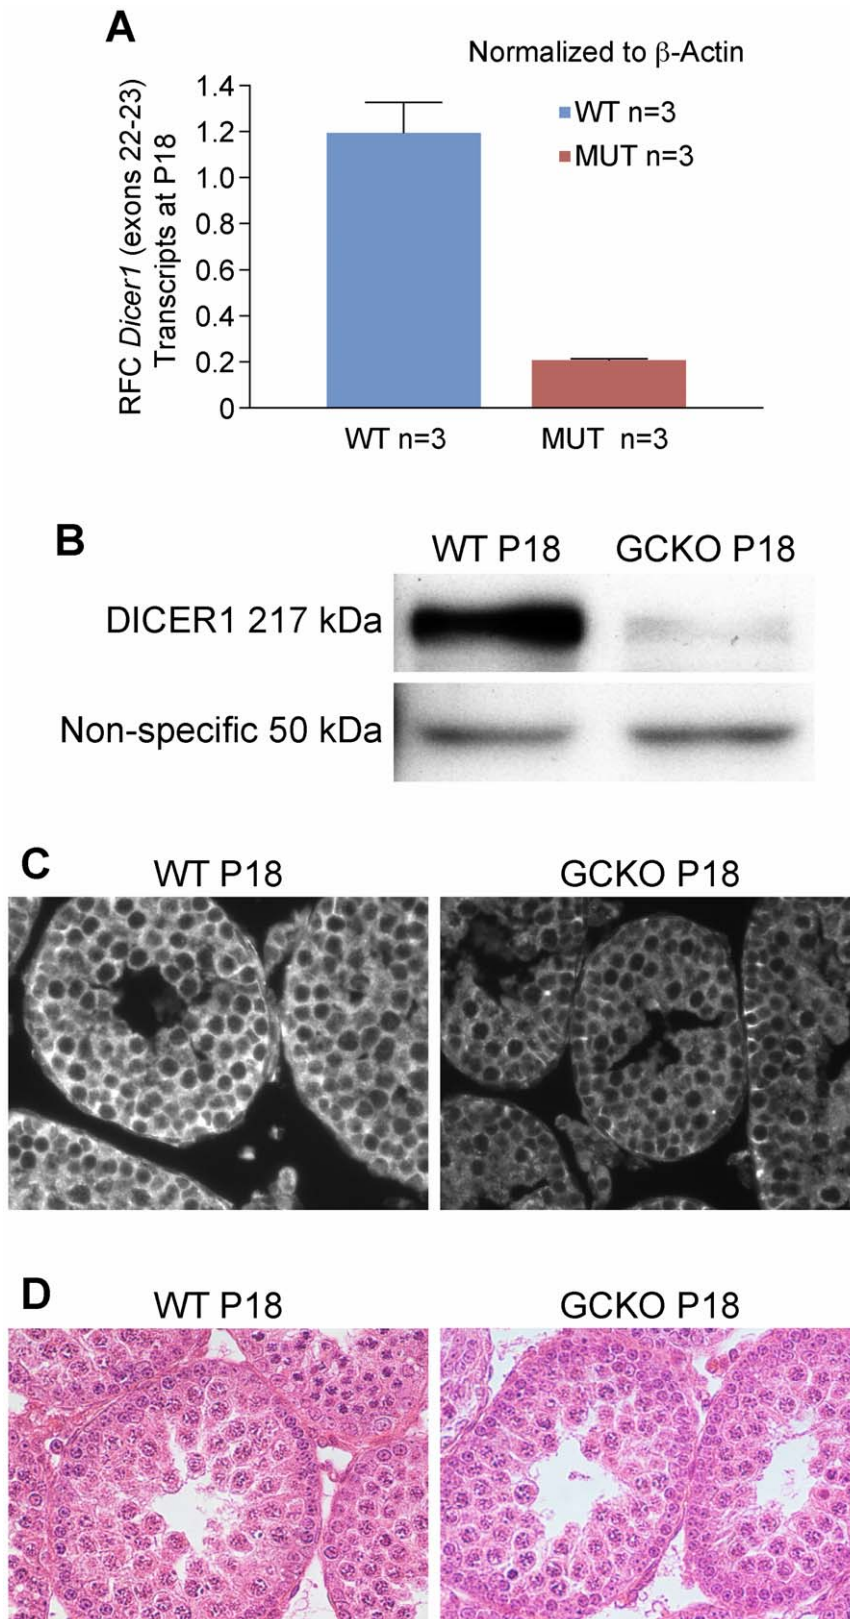 A
Normalized to β-Actin
RFC Dicer1 (exons 22-23)
Transcripts at P18
1.4
1.2
1.0
0.8
0.6
0.4
0.2
0
WT n=3
MUT n=3
WT n=3
MUT n=3
B
WT P18
GCKO P18
DICER1 217 kDa
Non-specific 50 kDa
C
WT P18
GCKO P18
D
WT P18
GCKO P18